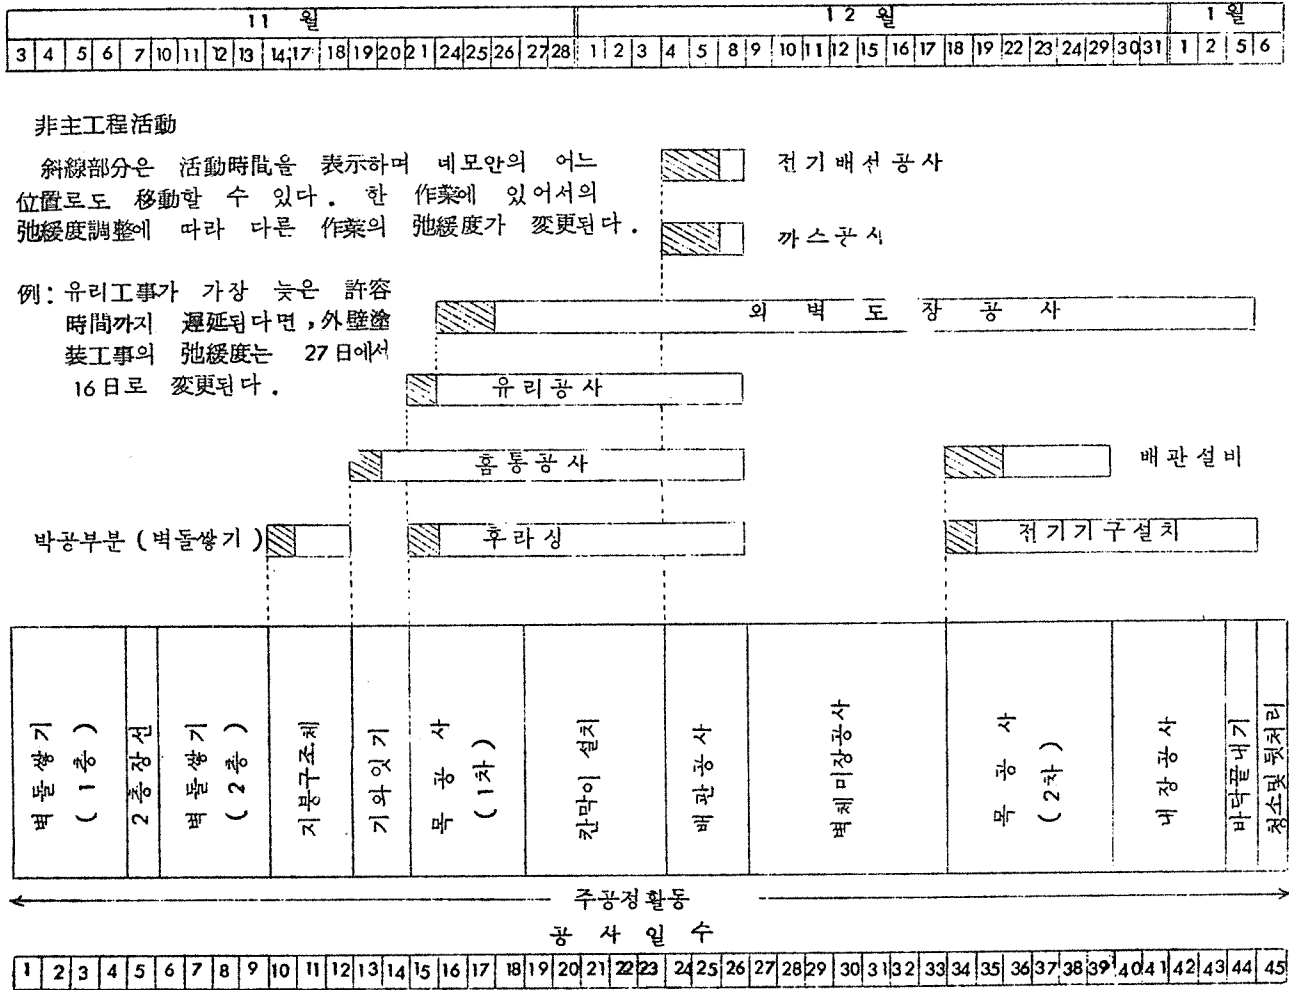 11 월 12 월 1 월
3 4 5 6 7 10 11 12 13 14 17 18 19 20 21 24 25 26 27 28 1 2 3 4 5 8 9 10 11 12 15 16 17 18 19 22 23 24 29 30 31 1 2 5 6
非主工程活動
斜線部分은 活動時間을 表示하며 네모안의 어느
位置로도 移動할 수 있다. 한 作業에 있어서의
弛緩度調整에 따라 다른 作業의 弛緩度가 変更된다.
例: 유리工事가 가장 늦은 許容
時間까지 遲延된다면, 外壁塗
装工事의 弛緩度는 27日에서
16日로 変更된다.
전기배선공사
까스공사
외벽도장공사
유리공사
홈통공사
배관설비
박공부분 (벽돌쌓기)
후라싱
전기기구설치
벽돌쌓기 (1층)
2층장선
벽돌쌓기 (2층)
지붕구조체
기와잇기
목공사 (1차)
칸막이 설치
배관공사
벽체미장공사
목공사 (2차)
내장공사
바닥끝내기
청소및 뒷처리
주공정활동
공사일수
1 2 3 4 5 6 7 8 9 10 11 12 13 14 15 16 17 18 19 20 21 22 23 24 25 26 27 28 29 30 31 32 33 34 35 36 37 38 39 40 41 42 43 44 45